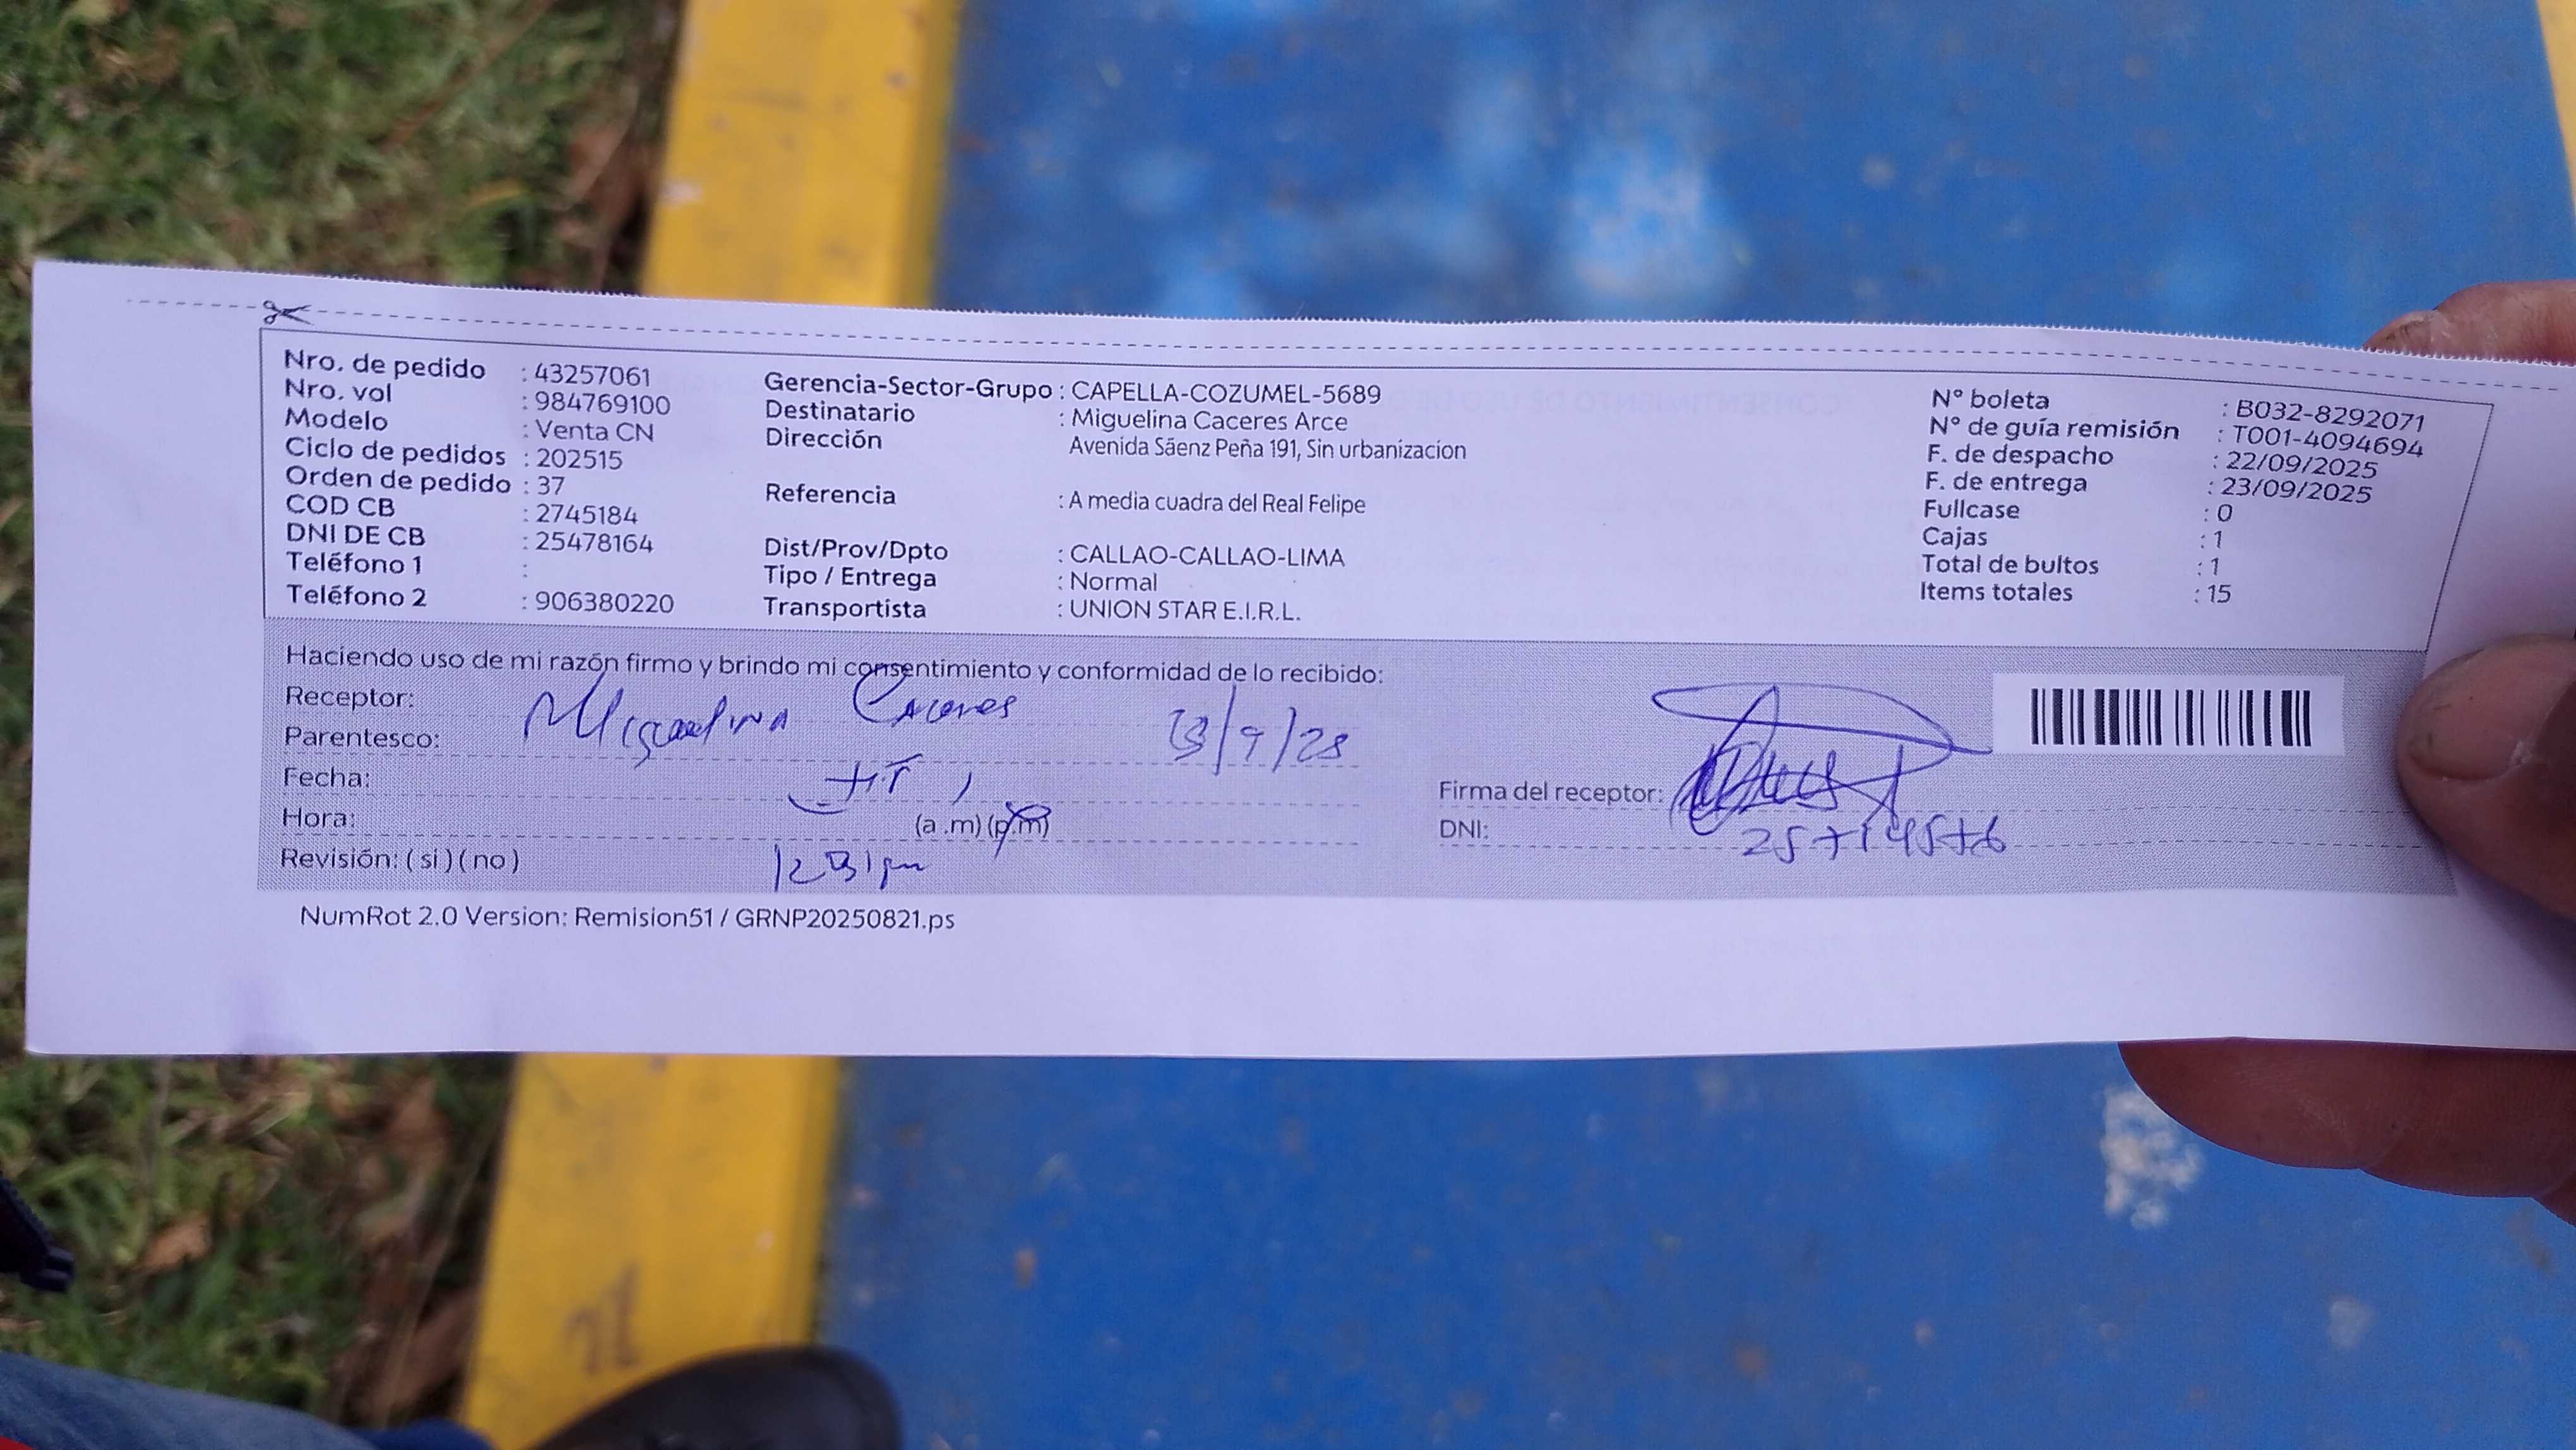 Nro. de pedido : 43257061
Nro. vol : 984769100
Modelo : Venta CN
Ciclo de pedidos : 202515
Orden de pedido : 37
COD CB : 2745184
DNI DE CB : 25478164
Teléfono 1 :
Teléfono 2 : 906380220
Gerencia-Sector-Grupo : CAPELLA-COZUMEL-5689
Destinatario : Miguelina Caceres Arce
Dirección Avenida Sáenz Peña 191, Sin urbanizacion
Referencia : A media cuadra del Real Felipe
Dist/Prov/Dpto : CALLAO-CALLAO-LIMA
Tipo / Entrega : Normal
Transportista : UNION STAR E.I.R.L.
N° boleta : B032-8292071
N° de guía remisión : T001-4094694
F. de despacho : 22/09/2025
F. de entrega : 23/09/2025
Fullcase : 0
Cajas : 1
Total de bultos : 1
Items totales : 15
Haciendo uso de mi razón firmo y brindo mi consentimiento y conformidad de lo recibido:
Receptor: Miguelina Caceres
Parentesco:
Fecha:
Hora: (a .m) (p.m)
Revisión: ( si ) ( no )
Firma del receptor:
DNI:
NumRot 2.0 Version: Remision51 / GRNP20250821.ps